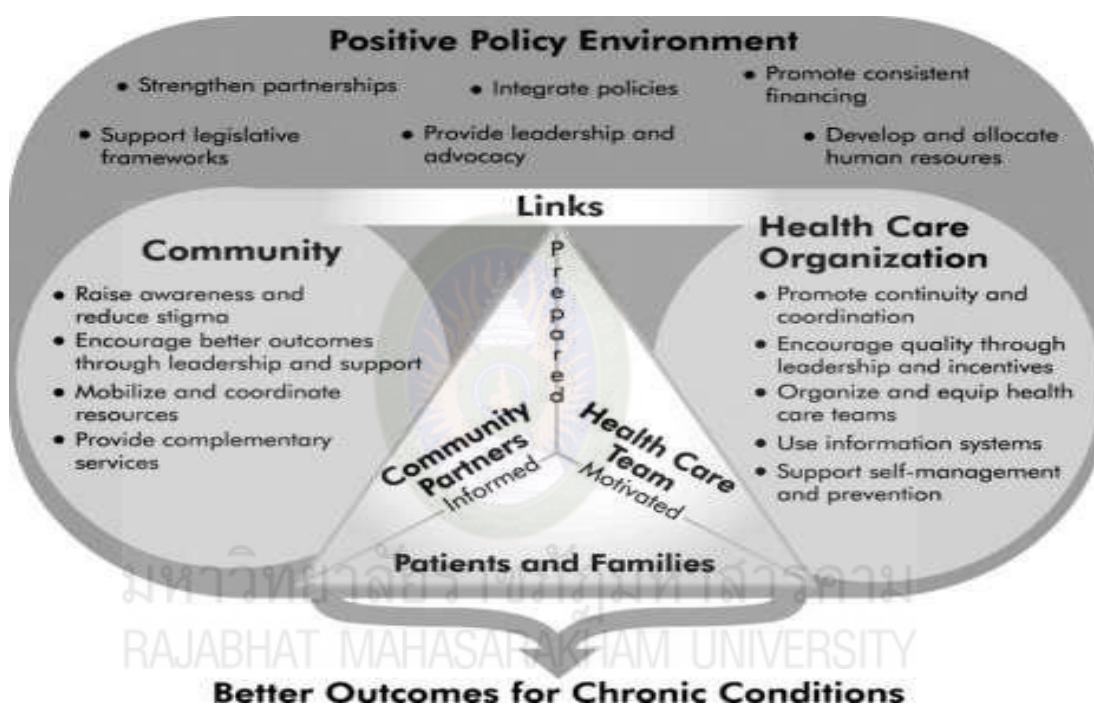 Positive Policy Environment
• Strengthen partnerships
• Integrate policies
• Promote consistent
financing
• Support legislative
frameworks
• Provide leadership and
advocacy
• Develop and allocate
human resoures
Links
Community
• Raise awareness and
reduce stigma
• Encourage better outcomes
through leadership and support
• Mobilize and coordinate
resources
• Provide complementary
services
Prepared
Community
Partners
Informed
Health Care
Team
Motivated
Patients and Families
Health Care
Organization
• Promote continuity and
coordination
• Encourage quality through
leadership and incentives
• Organize and equip health
care teams
• Use information systems
• Support self-management
and prevention
มหาวิทยาลัยราชภัฏมหาสารคาม
RAJABHAT MAHASARAKHAM UNIVERSITY
Better Outcomes for Chronic Conditions